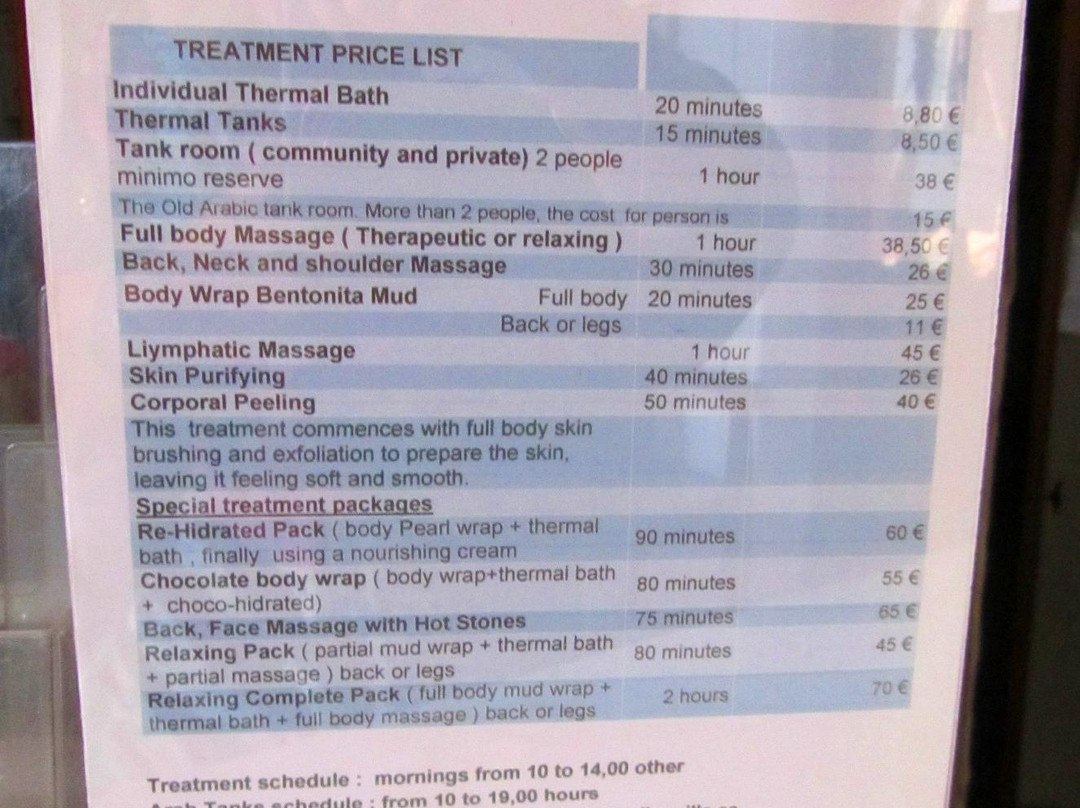 TREATMENT PRICE LIST
Individual Thermal Bath 20 minutes 8,80 €
Thermal Tanks 15 minutes 8,50 €
Tank room ( community and private) 2 people
minimo reserve 1 hour 38 €
The Old Arabic tank room. More than 2 people, the cost for person is 15 €
Full body Massage ( Therapeutic or relaxing ) 1 hour 38,50 €
Back, Neck and shoulder Massage 30 minutes 26 €
Body Wrap Bentonita Mud Full body 20 minutes 25 €
Back or legs 11 €
Liymphatic Massage 1 hour 45 €
Skin Purifying 40 minutes 26 €
Corporal Peeling 50 minutes 40 €
This treatment commences with full body skin
brushing and exfoliation to prepare the skin,
leaving it feeling soft and smooth.
Special treatment packages
Re-Hidrated Pack ( body Pearl wrap + thermal
bath , finally using a nourishing cream 90 minutes 60 €
Chocolate body wrap ( body wrap+thermal bath
+ choco-hidrated) 80 minutes 55 €
Back, Face Massage with Hot Stones 75 minutes 65 €
Relaxing Pack ( partial mud wrap + thermal bath
+ partial massage ) back or legs 80 minutes 45 €
Relaxing Complete Pack ( full body mud wrap +
thermal bath + full body massage ) back or legs 2 hours 70 €
Treatment schedule : mornings from 10 to 14,00 other
Arab Tanks schedule : from 10 to 19,00 hours